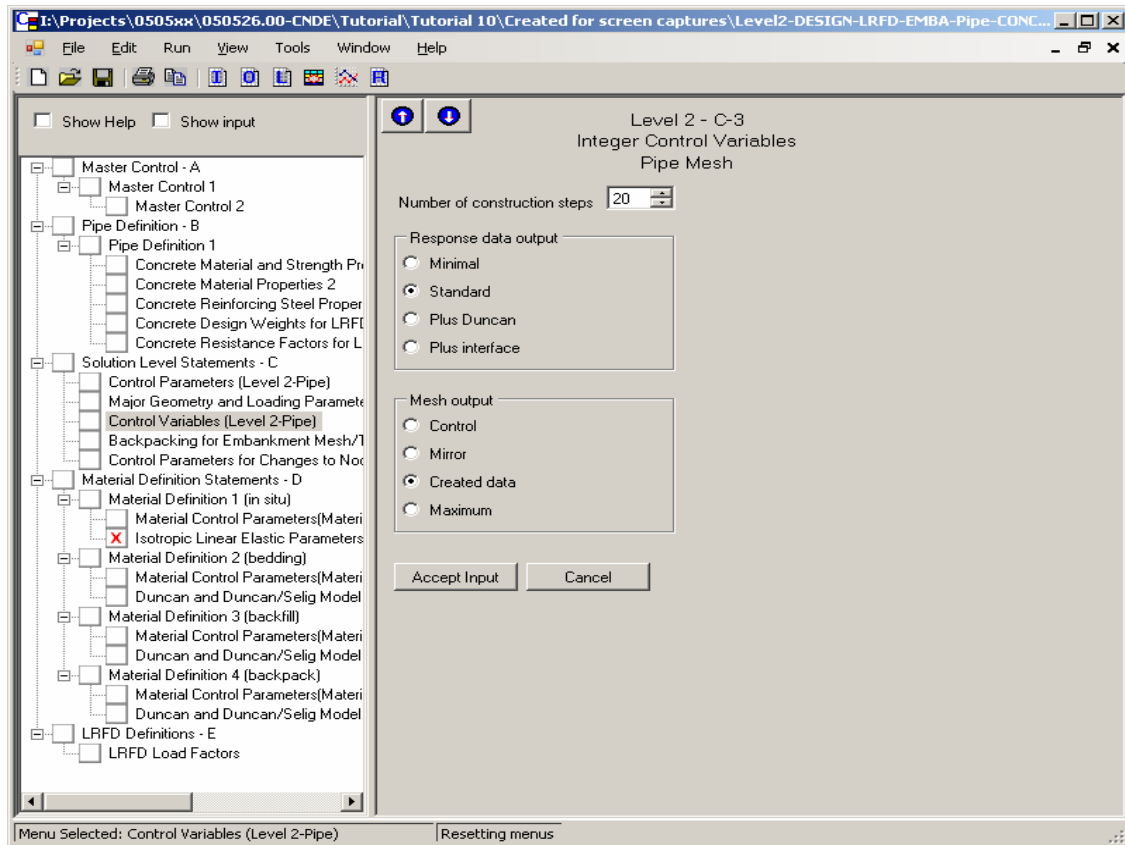 I:\Projects\0505xx\050526.00-CNDE\Tutorial\Tutorial 10\Created for screen captures\Level2-DESIGN-LRFD-EMBA-Pipe-CONC...
File Edit Run View Tools Window Help
Show Help Show input
Master Control - A
Master Control 1
Master Control 2
Pipe Definition - B
Pipe Definition 1
Concrete Material and Strength Pr
Concrete Material Properties 2
Concrete Reinforcing Steel Proper
Concrete Design Weights for LRF
Concrete Resistance Factors for L
Solution Level Statements - C
Control Parameters (Level 2-Pipe)
Major Geometry and Loading Paramete
Control Variables (Level 2-Pipe)
Backpacking for Embankment Mesh/T
Control Parameters for Changes to Noc
Material Definition Statements - D
Material Definition 1 (in situ)
Material Control Parameters(Materi
X Isotropic Linear Elastic Parameters
Material Definition 2 (bedding)
Material Control Parameters(Materi
Duncan and Duncan/Selig Model
Material Definition 3 (backfill)
Material Control Parameters(Materi
Duncan and Duncan/Selig Model
Material Definition 4 (backpack)
Material Control Parameters(Materi
Duncan and Duncan/Selig Model
LRFD Definitions - E
LRFD Load Factors
Level 2 - C-3
Integer Control Variables
Pipe Mesh
Number of construction steps 20
Response data output
Minimal
Standard
Plus Duncan
Plus interface
Mesh output
Control
Mirror
Created data
Maximum
Accept Input Cancel
Menu Selected: Control Variables (Level 2-Pipe) Resetting menus